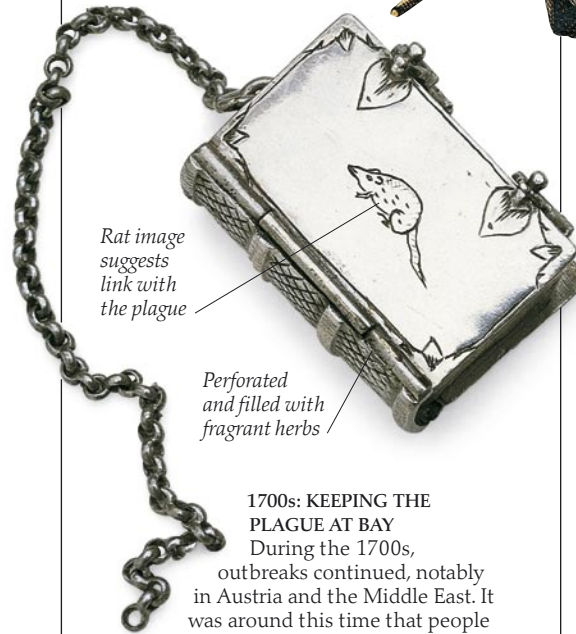 Rat image
suggests
link with
the plague
Perforated
and filled with
fragrant herbs
1700s: KEEPING THE
PLAGUE AT BAY
During the 1700s,
outbreaks continued, notably
in Austria and the Middle East. It
was around this time that people